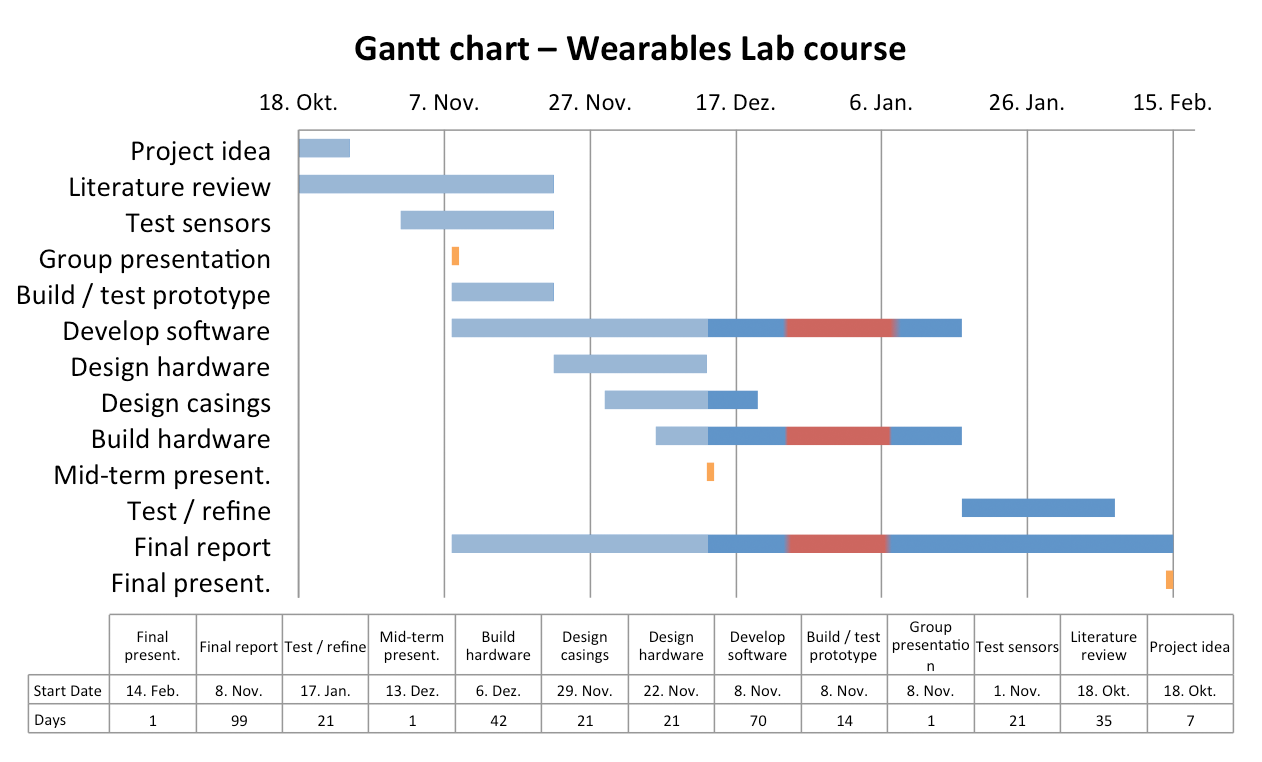 Gantt chart – Wearables Lab course
18. Okt. 7. Nov. 27. Nov. 17. Dez. 6. Jan. 26. Jan. 15. Feb.
Project idea
Literature review
Test sensors
Group presentation
Build / test prototype
Develop software
Design hardware
Design casings
Build hardware
Mid-term present.
Test / refine
Final report
Final present.
Final
present.
Final report
Test / refine
Mid-term
present.
Build
hardware
Design
casings
Design
hardware
Develop
software
Build / test
prototype
Group
presentatio
n
Test sensors
Literature
review
Project idea
Start Date 14. Feb. 8. Nov. 17. Jan. 13. Dez. 6. Dez. 29. Nov. 22. Nov. 8. Nov. 8. Nov. 8. Nov. 1. Nov. 18. Okt. 18. Okt.
Days 1 99 21 1 42 21 21 70 14 1 21 35 7